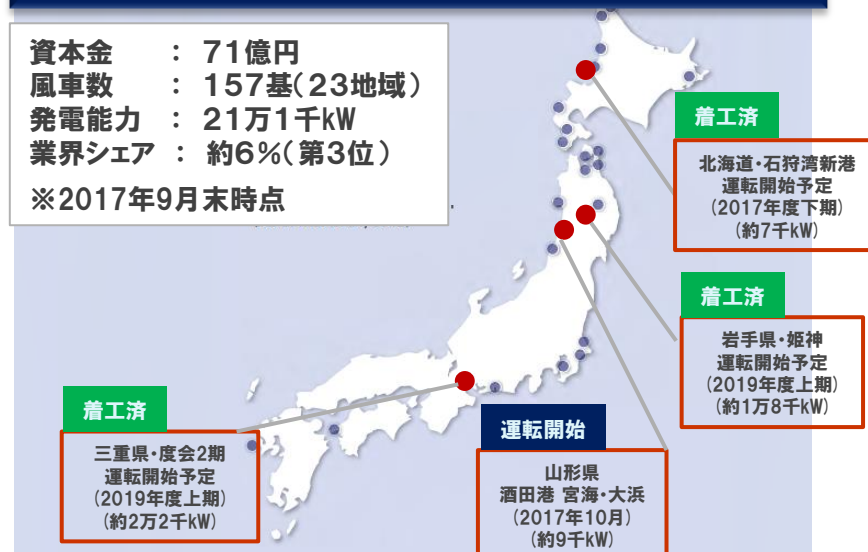 資本金 : 71億円
風車数 : 157基(23地域)
発電能力 : 21万1千kW
業界シェア : 約6%(第3位)
※2017年9月末時点
着工済
北海道・石狩湾新港
運転開始予定
(2017年度下期)
(約7千kW)
着工済
岩手県・姫神
運転開始予定
(2019年度上期)
(約1万8千kW)
着工済
三重県・度会2期
運転開始予定
(2019年度上期)
(約2万2千kW)
運転開始
山形県
酒田港 宮海・大浜
(2017年10月)
(約9千kW)